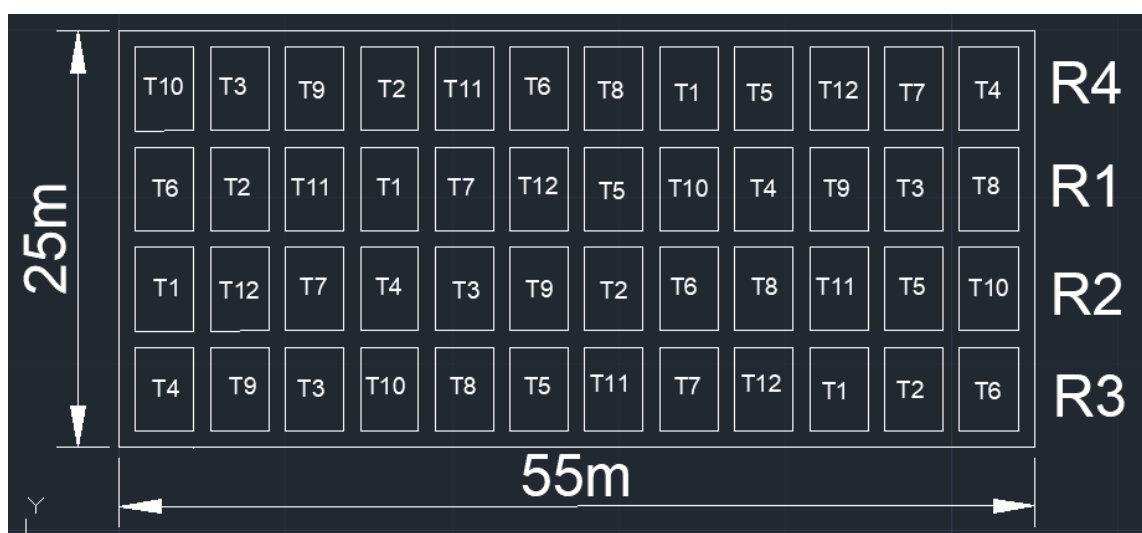 T10 T3 T9 T2 T11 T6 T8 T1 T5 T12 T7 T4 R4
T6 T2 T11 T1 T7 T12 T5 T10 T4 T9 T3 T8 R1
25m
T1 T12 T7 T4 T3 T9 T2 T6 T8 T11 T5 T10 R2
T4 T9 T3 T10 T8 T5 T11 T7 T12 T1 T2 T6 R3
55m
Y